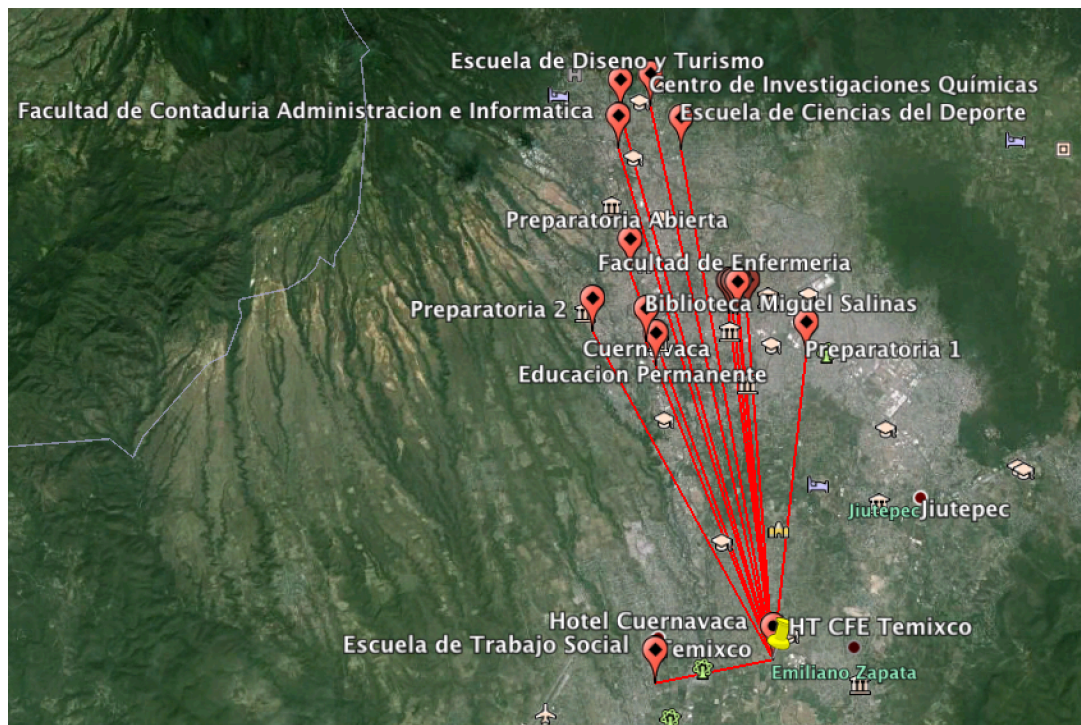 Escuela de Diseno y Turismo
Centro de Investigaciones Químicas
Facultad de Contaduria Administracion e Informatica
Escuela de Ciencias del Deporte
Preparatoria Abierta
Facultad de Enfermeria
Preparatoria 2
Biblioteca Miguel Salinas
Cuernavaca
Preparatoria 1
Educacion Permanente
Jiutepec
Jiutepec
Hotel Cuernavaca
HT CFE Temixco
Escuela de Trabajo Social
Temixco
Emiliano Zapata